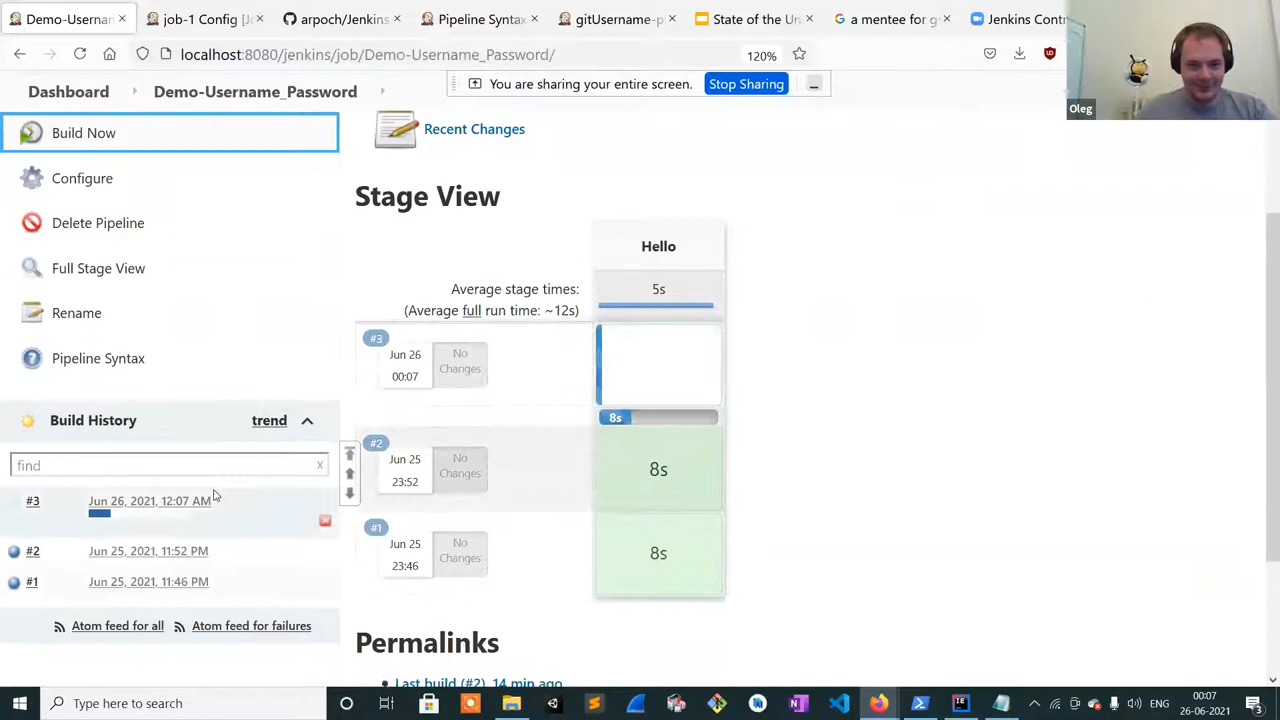 Demo-Usernan
job-1 Config [J
arpoch/Jenkins
Pipeline Syntax
gitUsername-p
State of the Un
a mentee for g
Jenkins Contr
localhost:8080/jenkins/job/Demo-Username_Password/
120%
You are sharing your entire screen.
Stop Sharing
Oleg
Dashboard
Demo-Username_Password
Build Now
Configure
Delete Pipeline
Full Stage View
Rename
Pipeline Syntax
Build History
trend
find
x
#3
Jun 26, 2021, 12:07 AM
#2
Jun 25, 2021, 11:52 PM
#1
Jun 25, 2021, 11:46 PM
Atom feed for all
Atom feed for failures
Recent Changes
Stage View
Hello
Average stage times:
5s
(Average full run time: ~12s)
#3
Jun 26
00:07
No
Changes
8s
#2
Jun 25
23:52
No
Changes
8s
#1
Jun 25
23:46
No
Changes
8s
Permalinks
Last build (#2), 14 min ago
Type here to search
ENG
00:07
26-06-2021
3